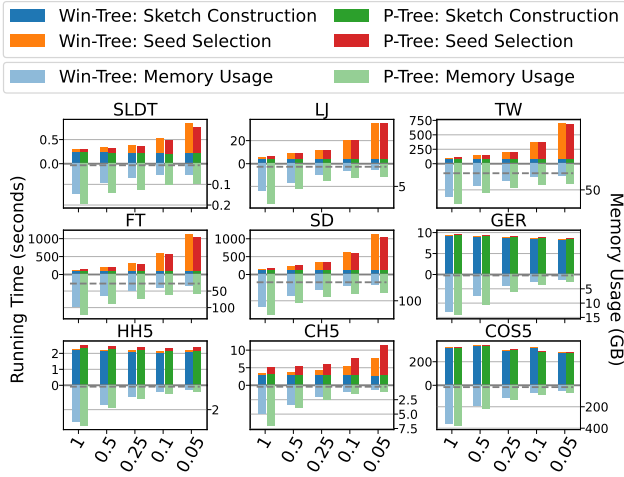 Win-Tree: Sketch Construction P-Tree: Sketch Construction
Win-Tree: Seed Selection P-Tree: Seed Selection
Win-Tree: Memory Usage P-Tree: Memory Usage
SLDT LJ TW
0.5 20 750
500
250
0.0 0 0
0.1 5 50
0.2
FT SD GER
1000 1000 10
500 500 5
0 0 0
50 100 5
100 10
15
HH5 CH5 COS5
2 10 200
1 5
0 0 0
2 2.5 200
5.0 400
7.5
1 0.5 0.25 0.1 0.05 1 0.5 0.25 0.1 0.05 1 0.5 0.25 0.1 0.05
Running Time (seconds)
Memory Usage (GB)